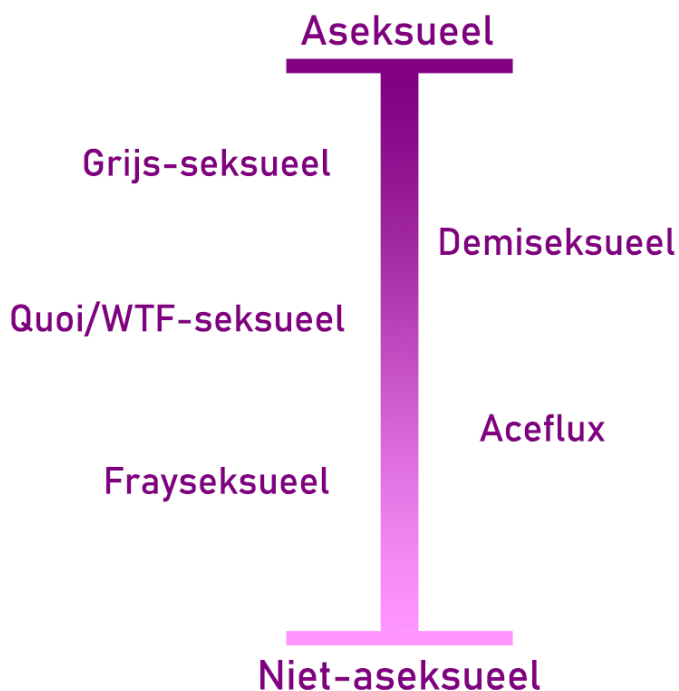 Aseksueel
Grijs-seksueel
Demiseksueel
Quoi/WTF-seksueel
Aceflux
Frayseksueel
Niet-aseksueel